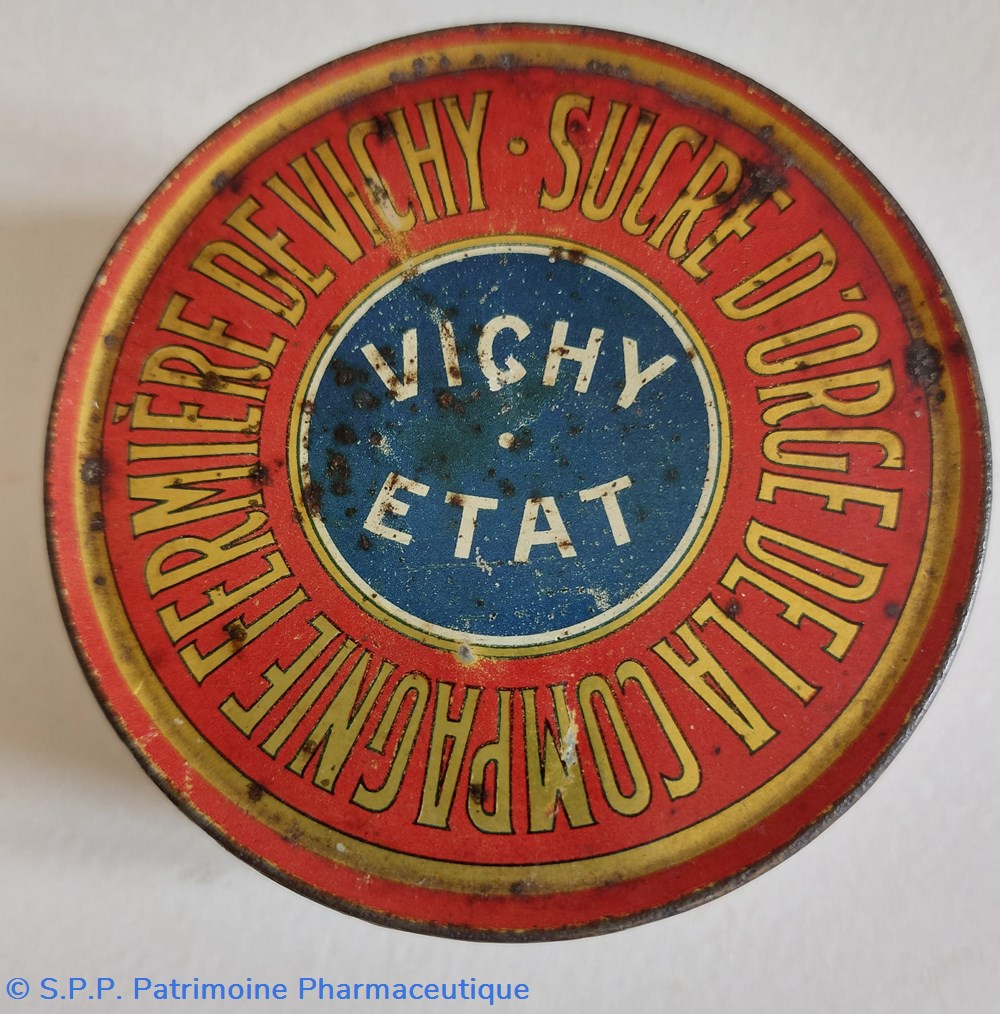 SUCRE D'ORGE DE LA COMPAGNIE FERMIÈRE DE VICHY ·
VICHY
ETAT
© S.P.P. Patrimoine Pharmaceutique